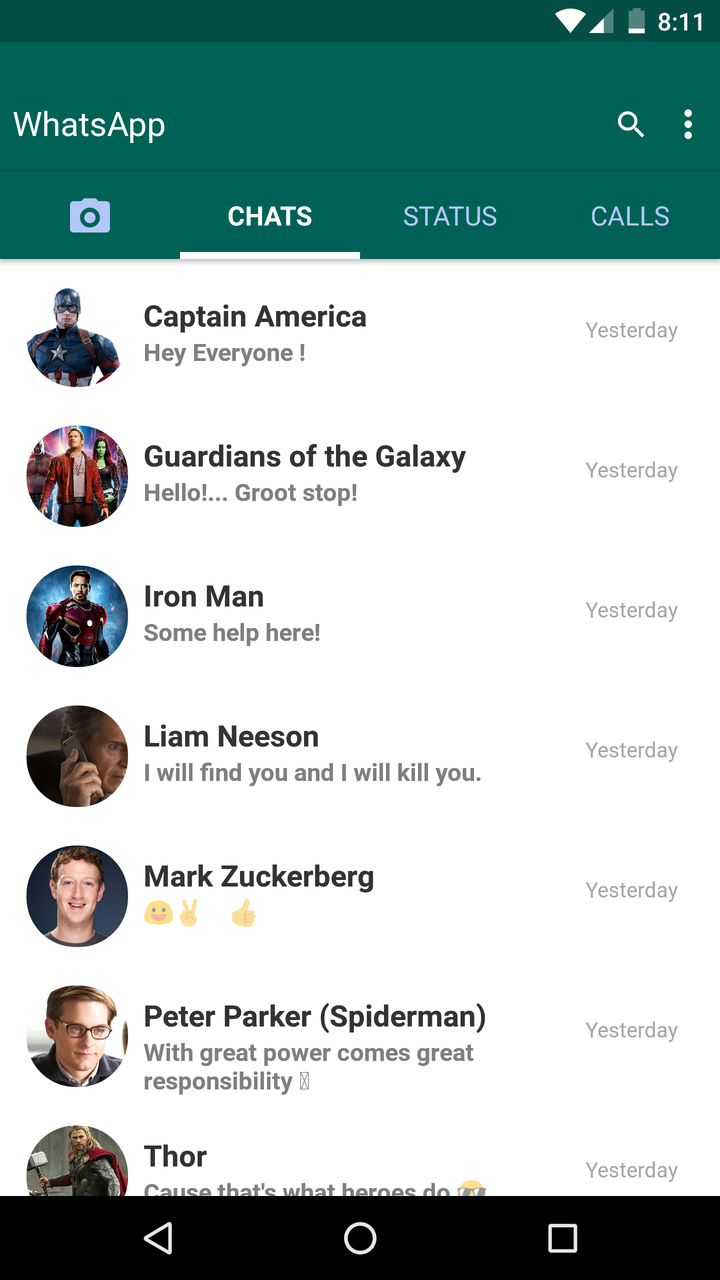 8:11
WhatsApp
CHATS STATUS CALLS
Captain America
Yesterday
Hey Everyone !
Guardians of the Galaxy
Yesterday
Hello!... Groot stop!
Iron Man
Yesterday
Some help here!
Liam Neeson
Yesterday
I will find you and I will kill you.
Mark Zuckerberg
Yesterday
😀✌ 👍
Peter Parker (Spiderman)
Yesterday
With great power comes great
responsibility
Thor
Yesterday
Cause that's what heroes do 😎